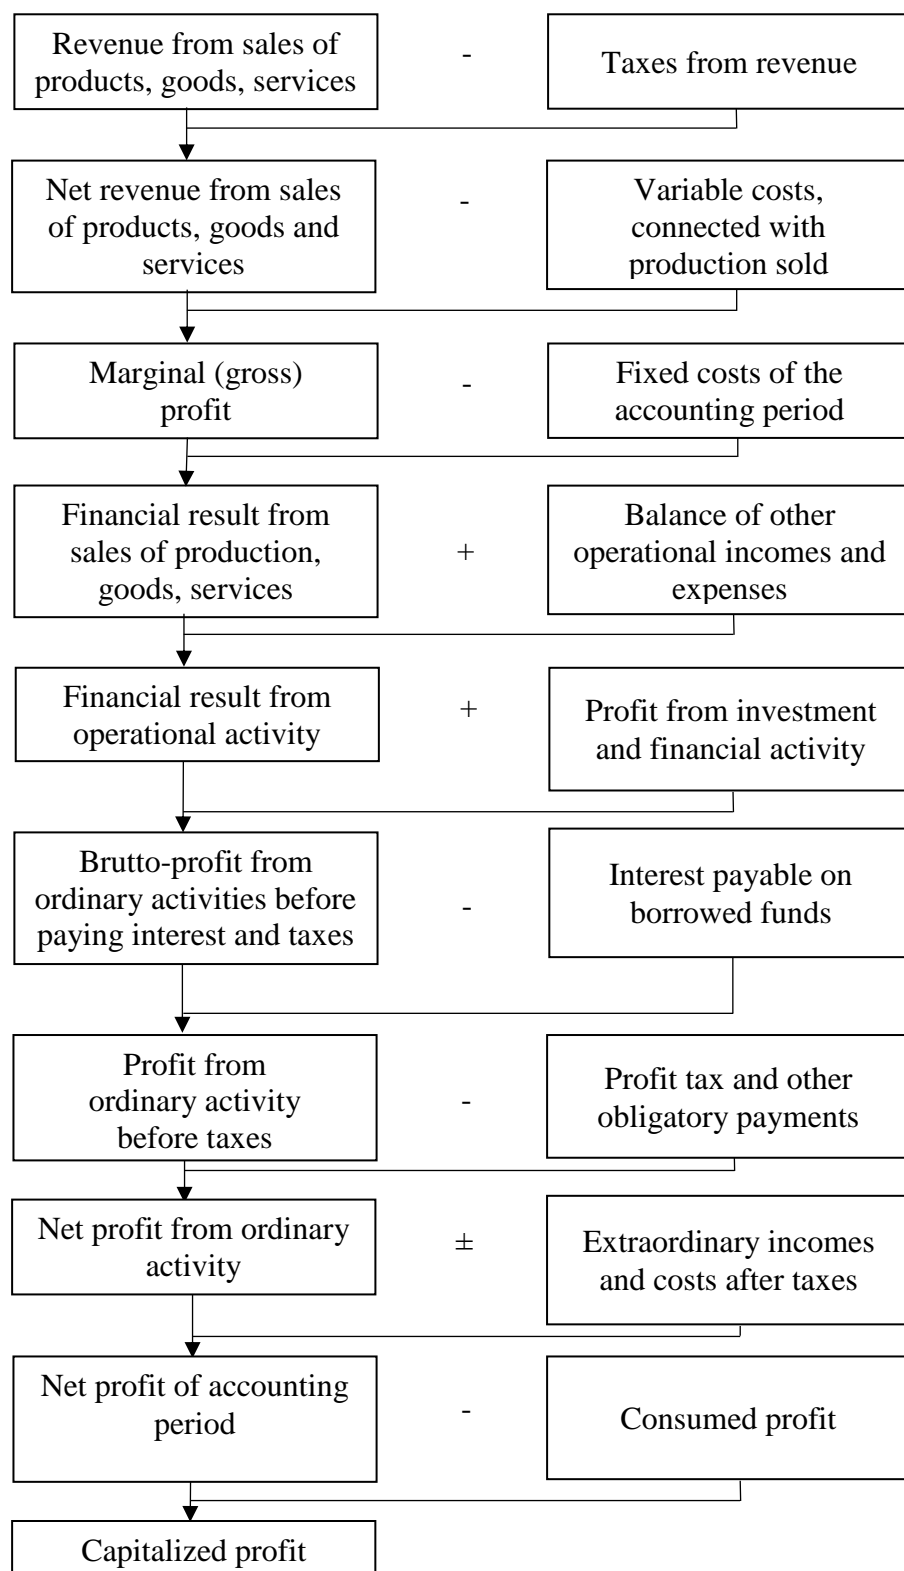 Revenue from sales of
products, goods, services
-
Taxes from revenue
Net revenue from sales
of products, goods and
services
-
Variable costs,
connected with
production sold
Marginal (gross)
profit
-
Fixed costs of the
accounting period
Financial result from
sales of production,
goods, services
+
Balance of other
operational incomes and
expenses
Financial result from
operational activity
+
Profit from investment
and financial activity
Brutto-profit from
ordinary activities before
paying interest and taxes
-
Interest payable on
borrowed funds
Profit from
ordinary activity
before taxes
-
Profit tax and other
obligatory payments
Net profit from ordinary
activity
±
Extraordinary incomes
and costs after taxes
Net profit of accounting
period
-
Consumed profit
Capitalized profit